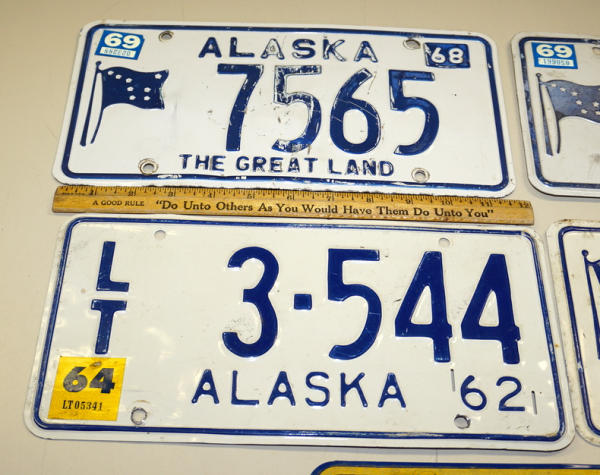 69
ALASKA
68
7565
THE GREAT LAND
69
A GOOD RULE "Do Unto Others As You Would Have Them Do Unto You"
LT
3·544
64
LT05341
ALASKA
62